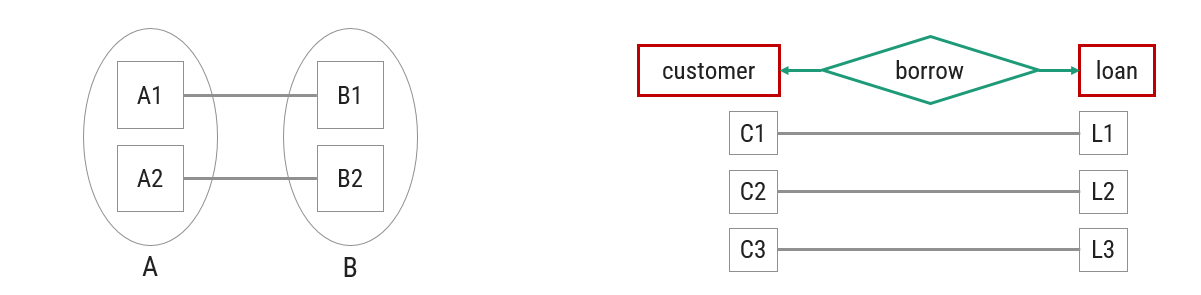 A1
B1
A2
B2
A
B
customer
borrow
loan
C1
L1
C2
L2
C3
L3